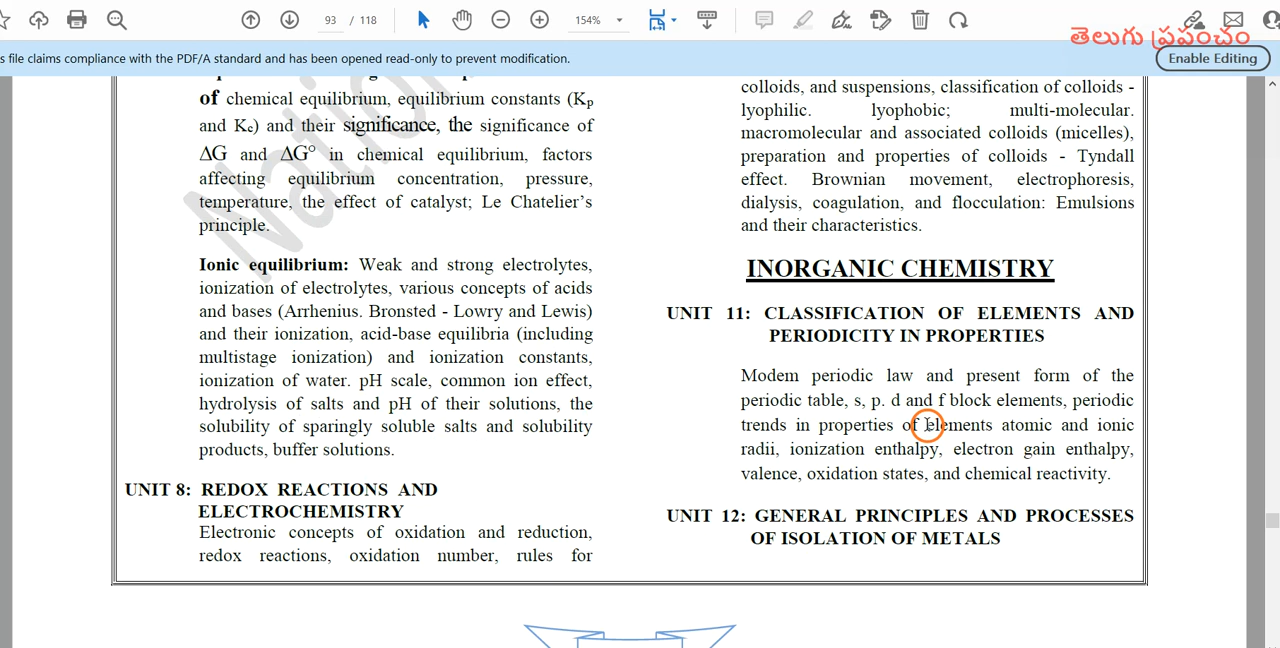 93 / 118
154%
తెలుగు ప్రపంచం
s file claims compliance with the PDF/A standard and has been opened read-only to prevent modification.
Enable Editing
of chemical equilibrium, equilibrium constants (Kp
and Kc) and their significance, the significance of
ΔG and ΔG° in chemical equilibrium, factors
affecting equilibrium concentration, pressure,
temperature, the effect of catalyst; Le Chatelier's
principle.
Ionic equilibrium: Weak and strong electrolytes,
ionization of electrolytes, various concepts of acids
and bases (Arrhenius. Bronsted - Lowry and Lewis)
and their ionization, acid-base equilibria (including
multistage ionization) and ionization constants,
ionization of water. pH scale, common ion effect,
hydrolysis of salts and pH of their solutions, the
solubility of sparingly soluble salts and solubility
products, buffer solutions.
UNIT 8: REDOX REACTIONS AND
ELECTROCHEMISTRY
Electronic concepts of oxidation and reduction,
redox reactions, oxidation number, rules for
colloids, and suspensions, classification of colloids -
lyophilic. lyophobic; multi-molecular.
macromolecular and associated colloids (micelles),
preparation and properties of colloids - Tyndall
effect. Brownian movement, electrophoresis,
dialysis, coagulation, and flocculation: Emulsions
and their characteristics.
INORGANIC CHEMISTRY
UNIT 11: CLASSIFICATION OF ELEMENTS AND
PERIODICITY IN PROPERTIES
Modem periodic law and present form of the
periodic table, s, p. d and f block elements, periodic
trends in properties of elements atomic and ionic
radii, ionization enthalpy, electron gain enthalpy,
valence, oxidation states, and chemical reactivity.
UNIT 12: GENERAL PRINCIPLES AND PROCESSES
OF ISOLATION OF METALS
Nation